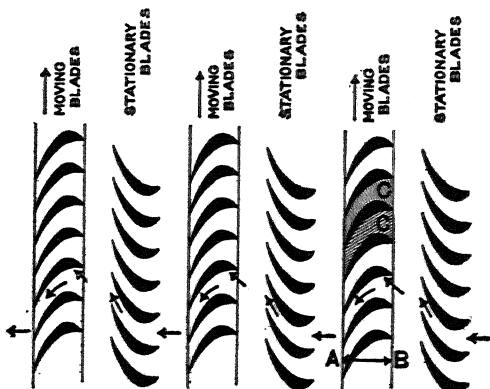 MOVING
BLADES
STATIONARY
BLADES
MOVING
BLADES
STATIONARY
BLADES
MOVING
BLADES
STATIONARY
BLADES
C
C
A
B